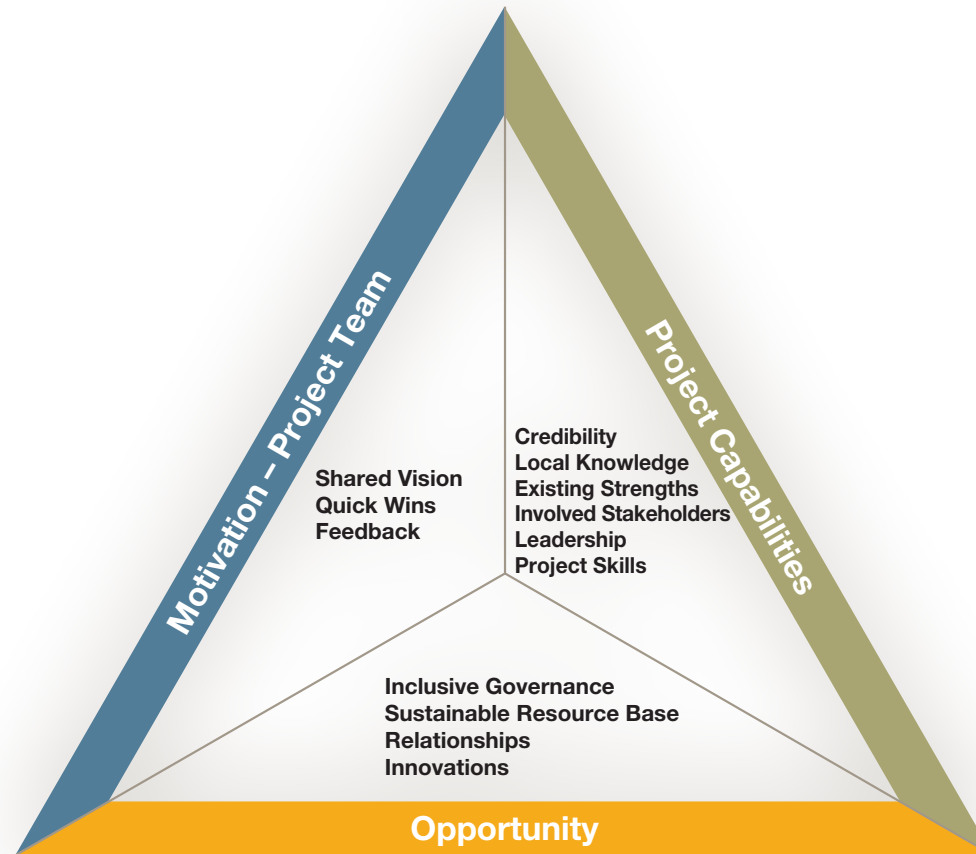 Motivation – Project Team
Project Capabilities
Shared Vision
Quick Wins
Feedback
Credibility
Local Knowledge
Existing Strengths
Involved Stakeholders
Leadership
Project Skills
Inclusive Governance
Sustainable Resource Base
Relationships
Innovations
Opportunity